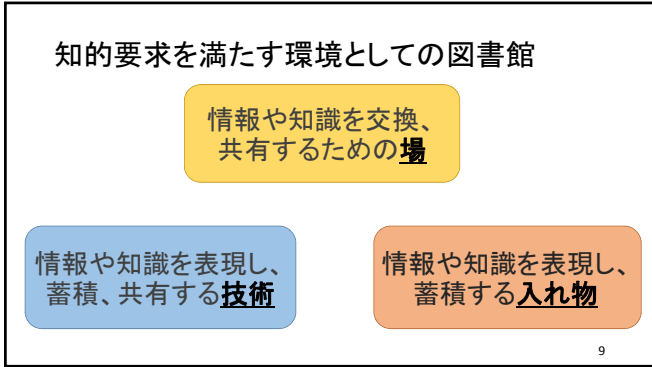 知的要求を満たす環境としての図書館
情報や知識を交換、
共有するための場
情報や知識を表現し、
蓄積、共有する技術
情報や知識を表現し、
蓄積する入れ物
9